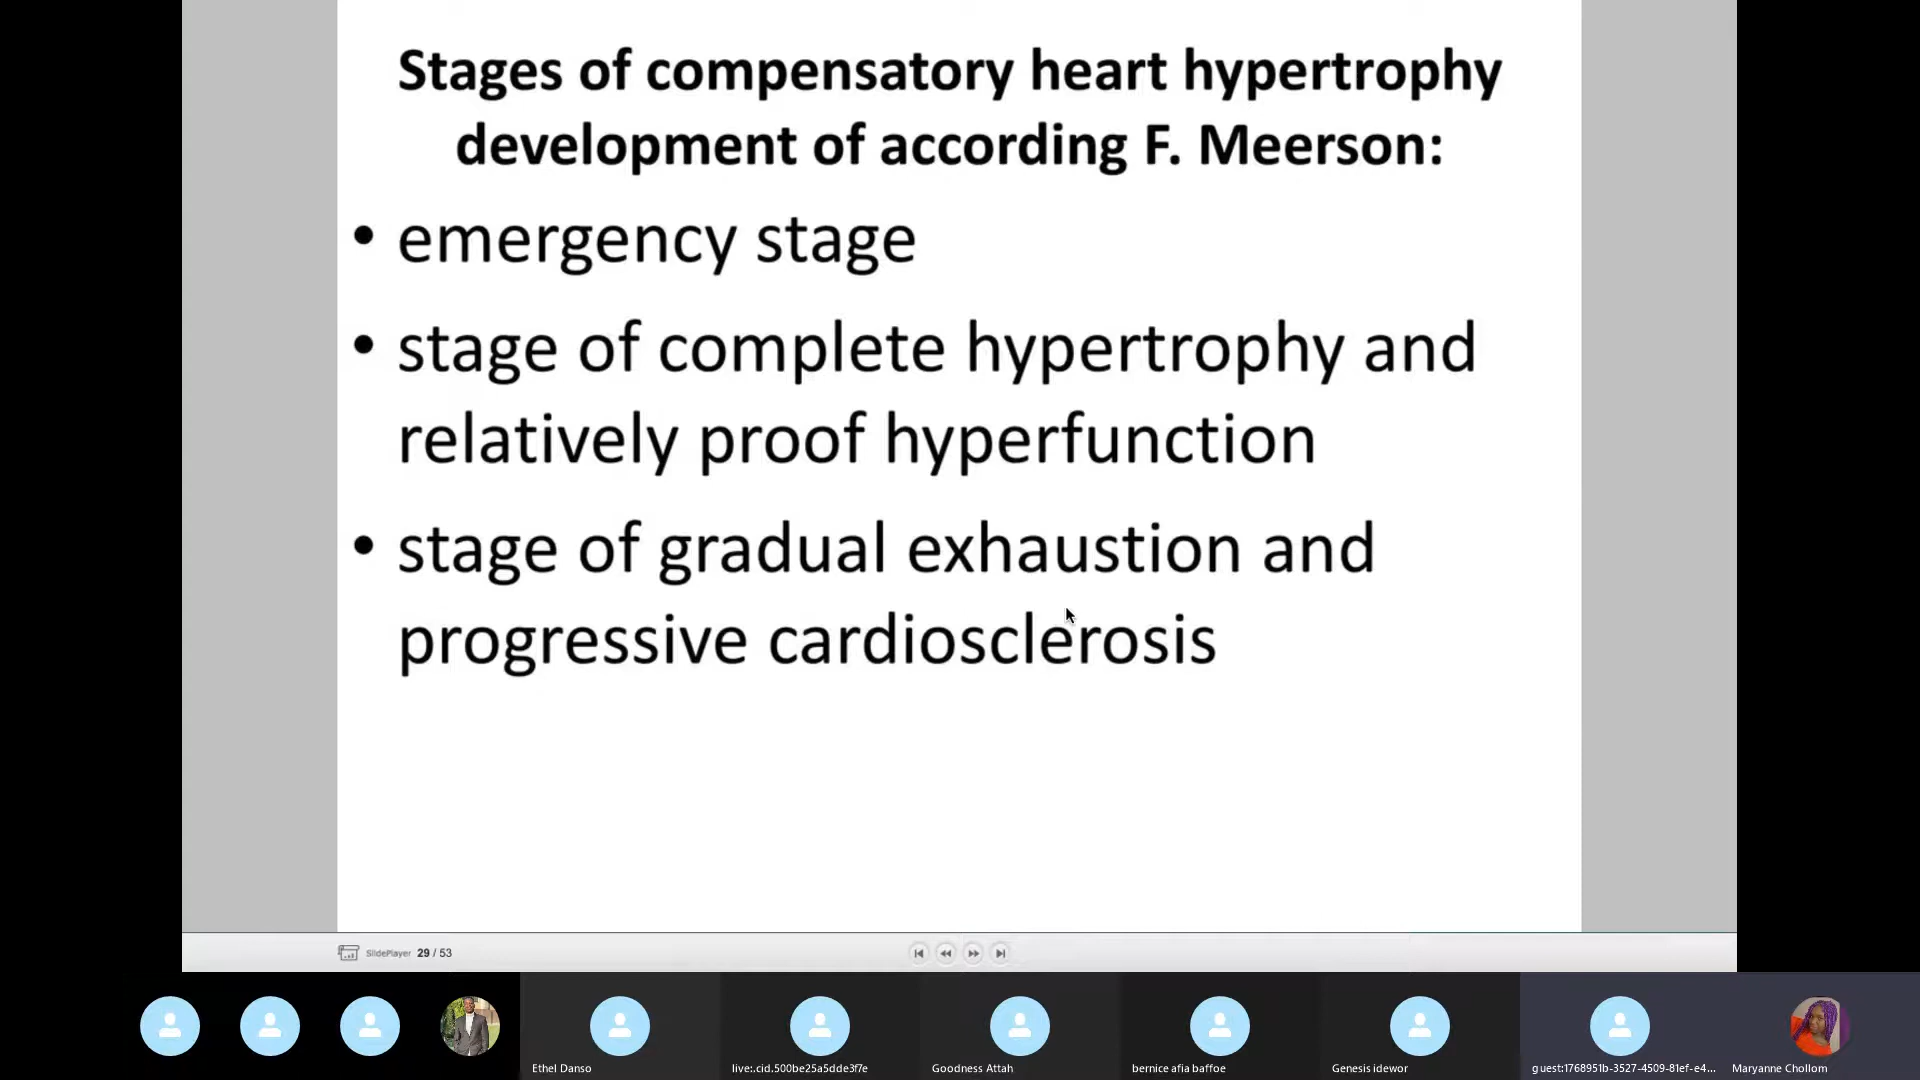 Stages of compensatory heart hypertrophy
development of according F. Meerson:
• emergency stage
• stage of complete hypertrophy and
relatively proof hyperfunction
• stage of gradual exhaustion and
progressive cardiosclerosis
SlidePlayer 29 / 53
Ethel Danso
live:.cid.500be25a5dde3f7e
Goodness Attah
bernice afia baffoe
Genesis idewor
guest:1768951b-3527-4509-81ef-e4...
Maryanne Chollom